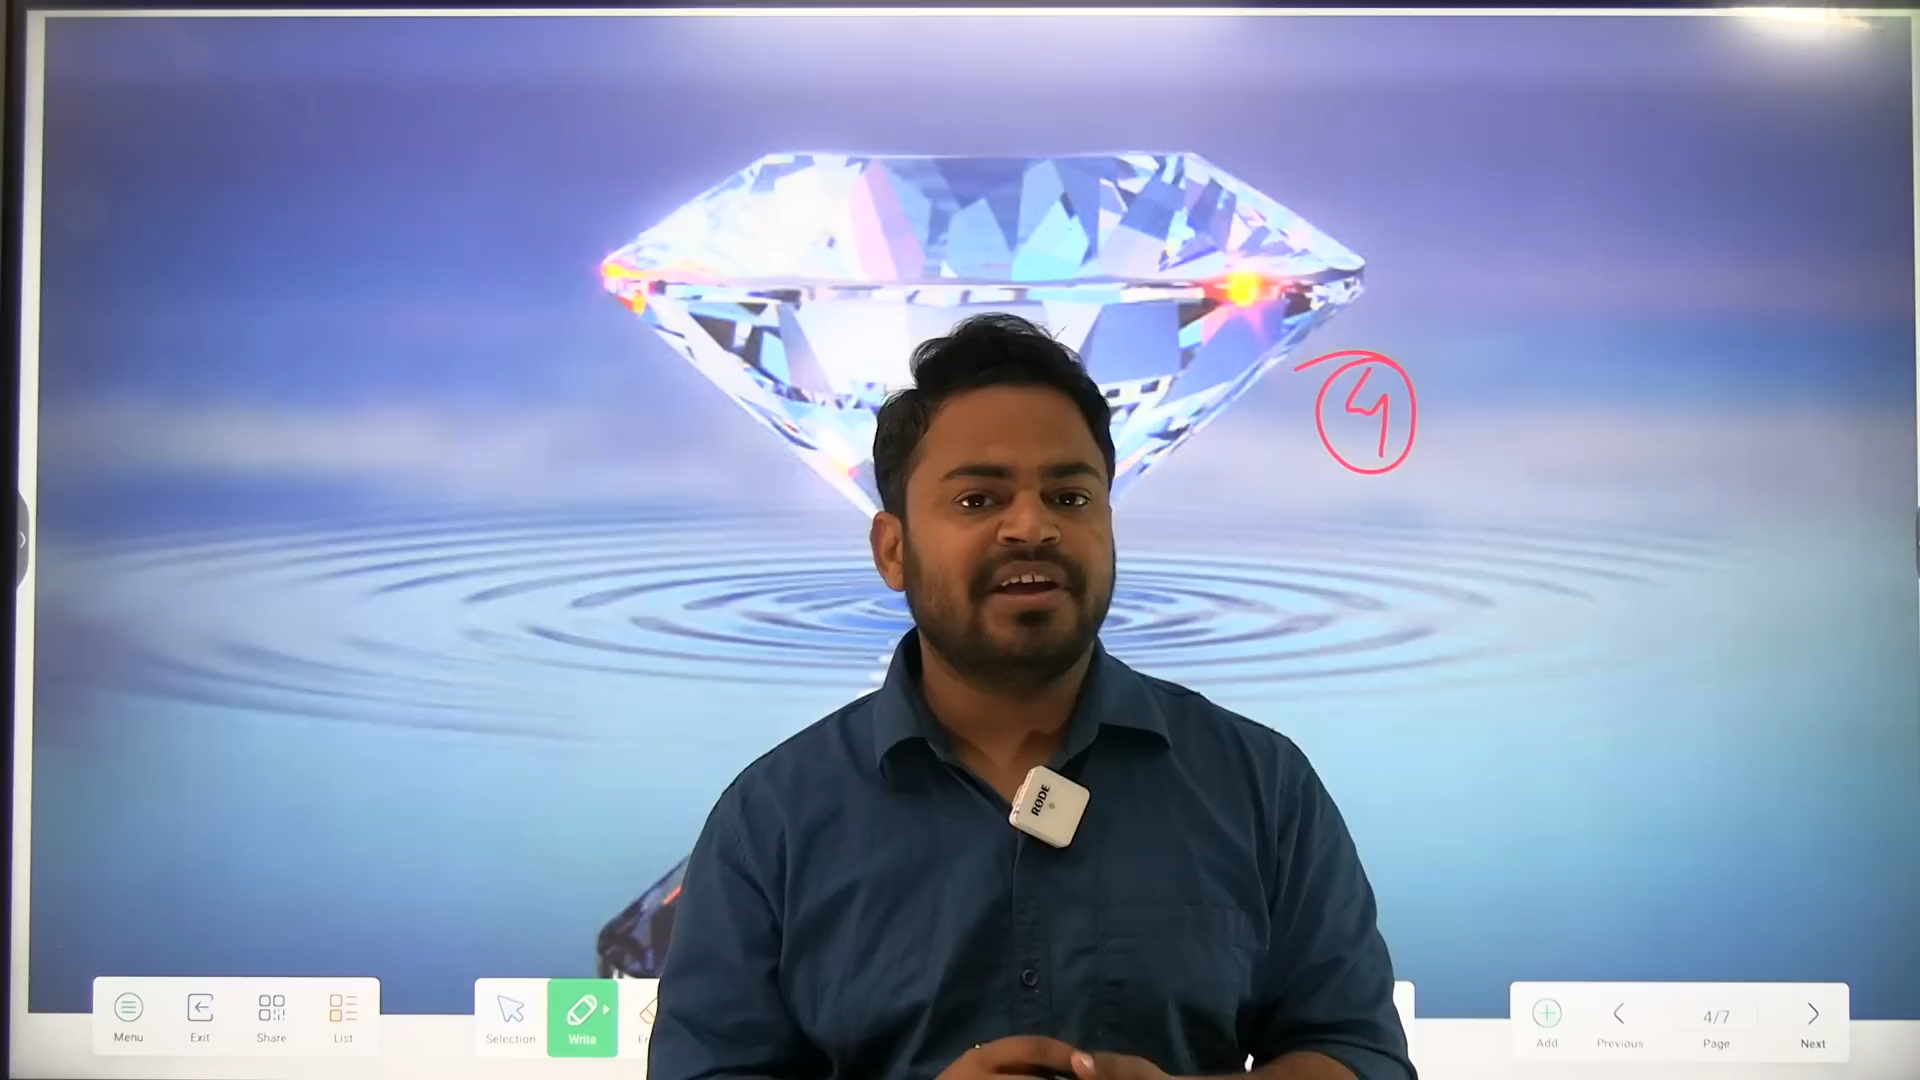 4
RØDE
Menu
Exit
Share
List
Selection
Write
Add
Previous
4/7
Page
Next